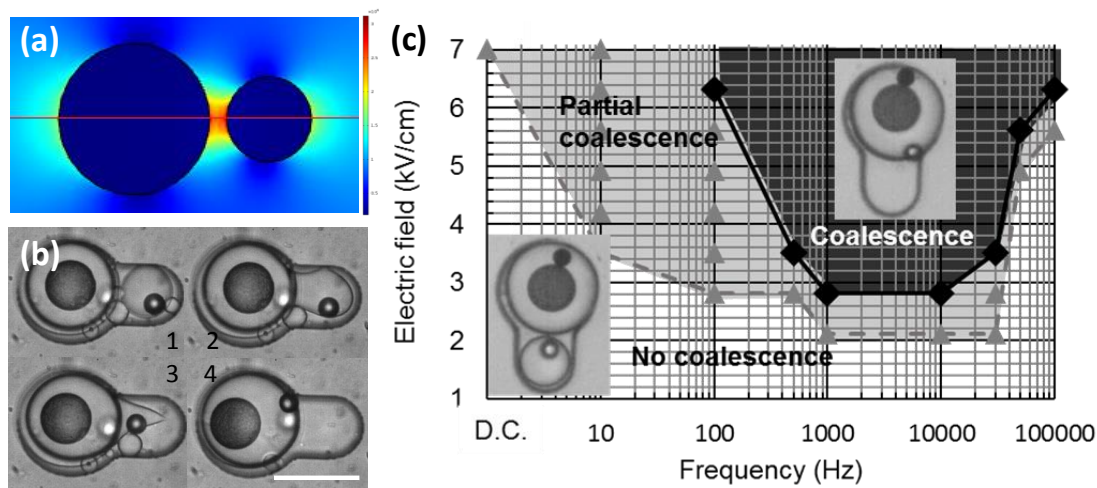 (a)
(b)
1
2
3
4
(c)
Electric field (kV/cm)
7
6
5
4
3
2
1
Partial
coalescence
Coalescence
No coalescence
D.C.
10
100
1000
10000
100000
Frequency (Hz)